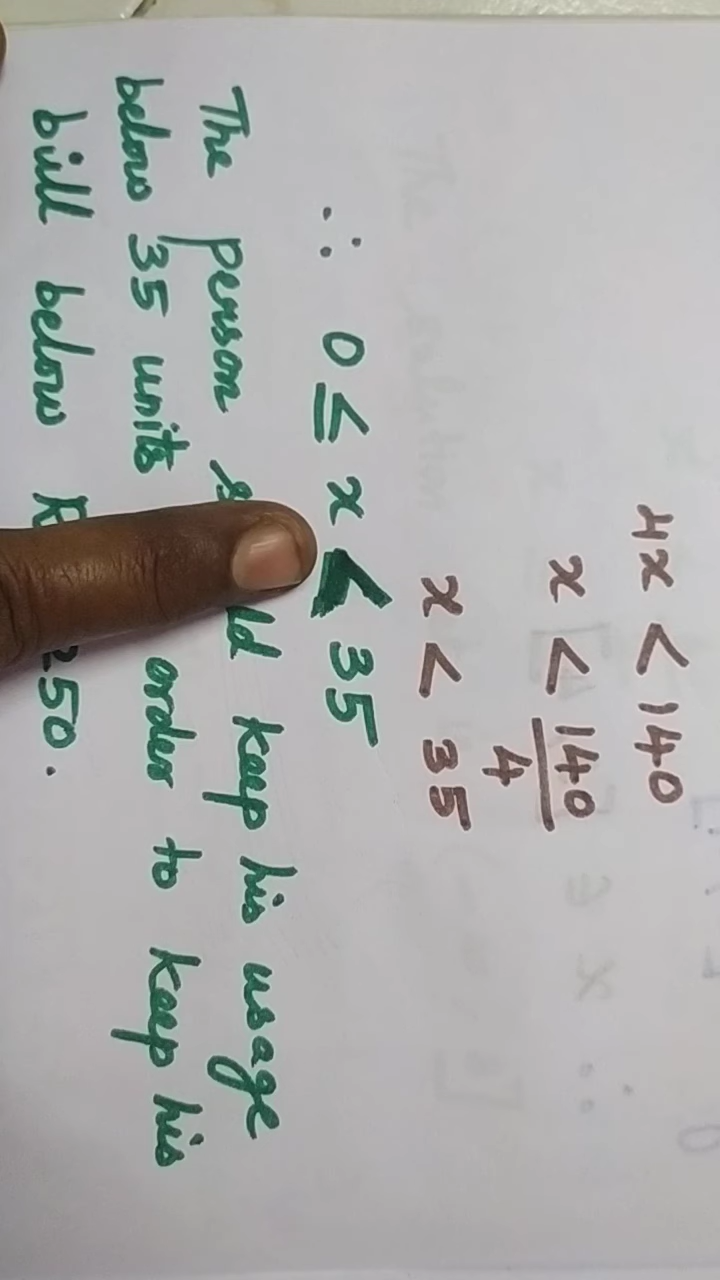 4x < 140
x < 140/4
x < 35
∴ 0 ≤ x < 35
The person keep his usage
below 35 units order to keep his
bill below 250.